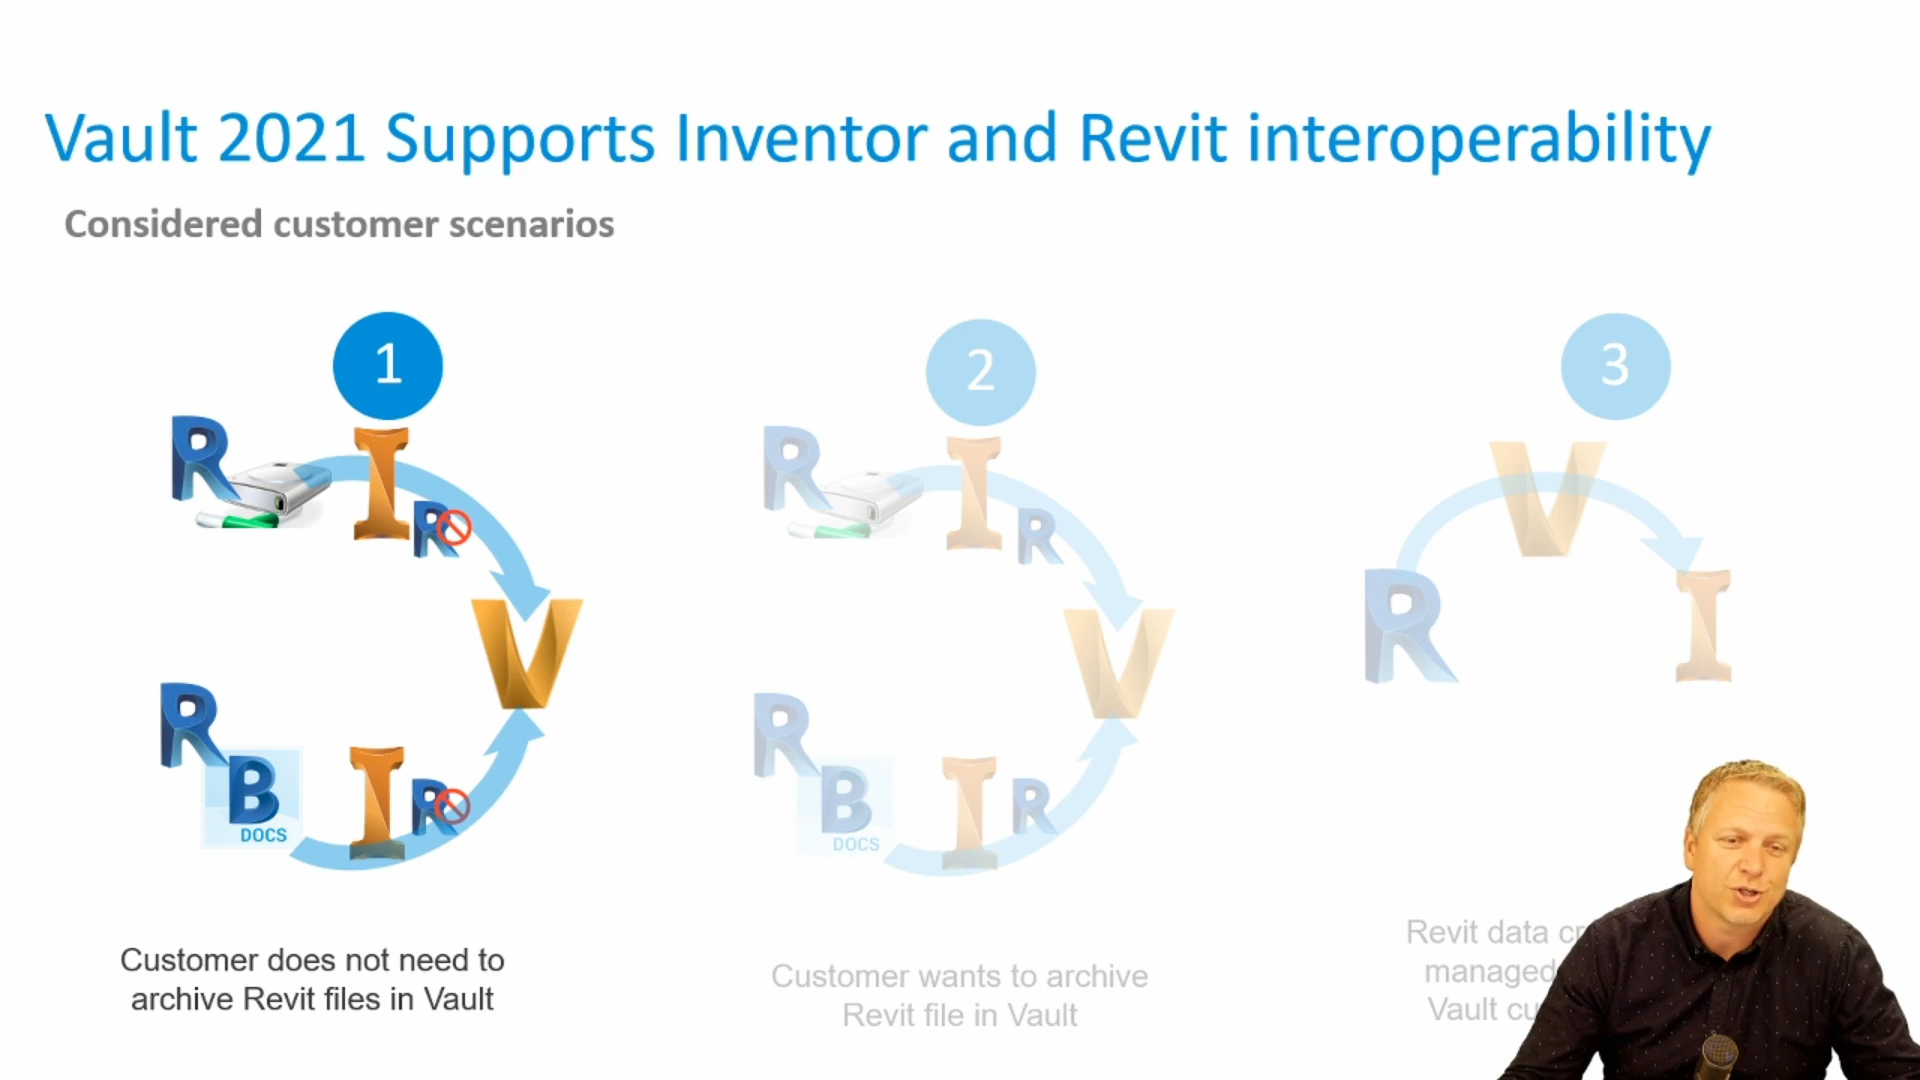 Vault 2021 Supports Inventor and Revit interoperability
Considered customer scenarios
1
2
3
R
I
R
V
R
B
DOCS
I
R
R
I
R
V
R
B
DOCS
I
R
V
R
I
Customer does not need to
archive Revit files in Vault
Customer wants to archive
Revit file in Vault
Revit data
managed
Vault